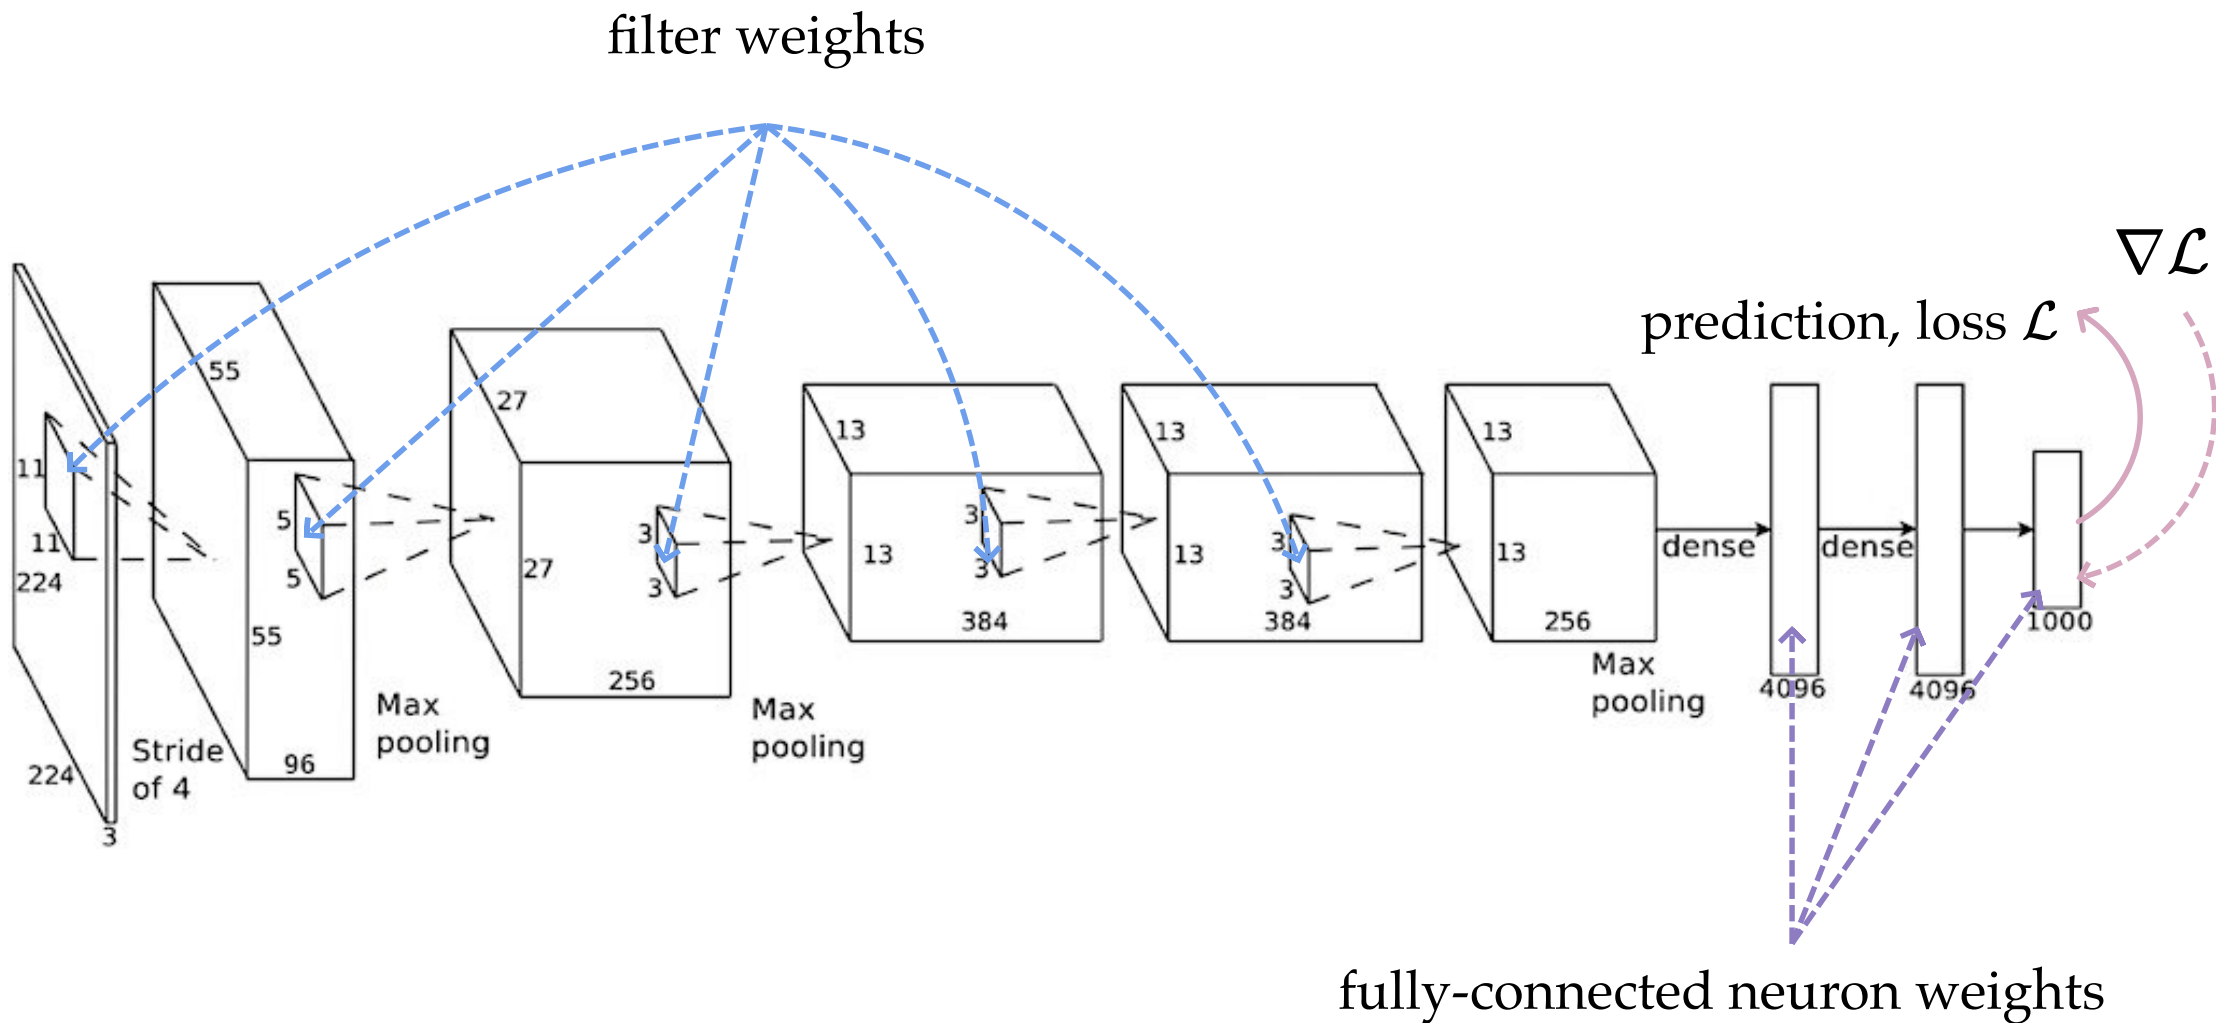 filter weights
∇ℒ
prediction, loss ℒ
55
27
13
13
13
11
11
224
224
3
Stride
of 4
5
5
55
96
Max
pooling
3
3
27
256
Max
pooling
3
3
13
384
3
3
13
384
13
256
Max
pooling
dense
dense
4096
4096
1000
fully-connected neuron weights